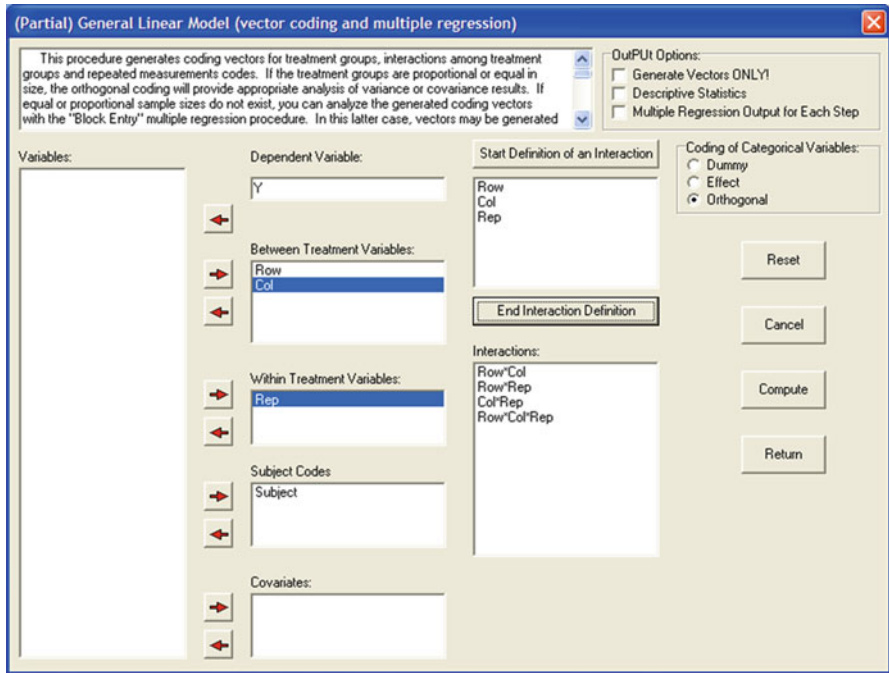 (Partial) General Linear Model (vector coding and multiple regression)
This procedure generates coding vectors for treatment groups, interactions among treatment
groups and repeated measurements codes. If the treatment groups are proportional or equal in
size, the orthogonal coding will provide appropriate analysis of variance or covariance results. If
equal or proportional sample sizes do not exist, you can analyze the generated coding vectors
with the "Block Entry" multiple regression procedure. In this latter case, vectors may be generated
OutPUt Options:
Generate Vectors ONLY!
Descriptive Statistics
Multiple Regression Output for Each Step
Variables:
Dependent Variable:
Y
Between Treatment Variables:
Row
Col
Within Treatment Variables:
Rep
Subject Codes
Subject
Covariates:
Start Definition of an Interaction
Row
Col
Rep
End Interaction Definition
Interactions:
Row*Col
Row*Rep
Col*Rep
Row*Col*Rep
Coding of Categorical Variables:
Dummy
Effect
Orthogonal
Reset
Cancel
Compute
Return